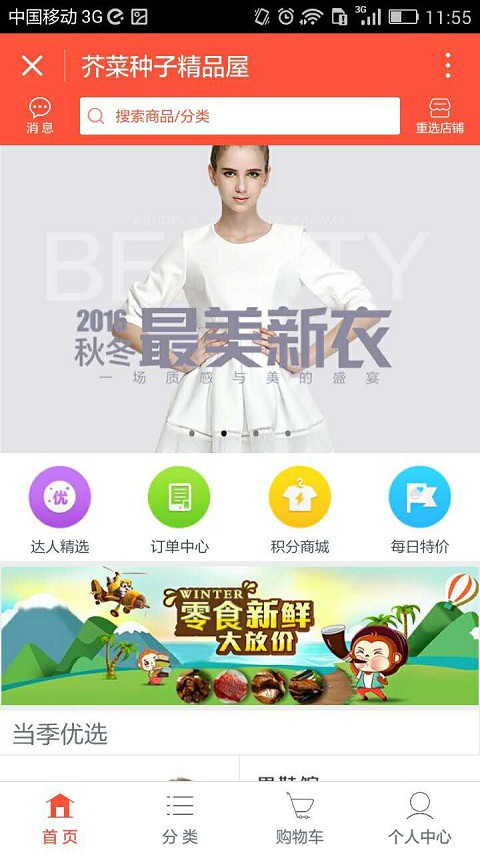 中国移动 3G
3G
11:55
芥菜种子精品屋
消息
搜索商品/分类
重选店铺
BEAUTY
2016
秋冬
最美新衣
一场质感与美的盛宴
优
达人精选
订单中心
积分商城
每日特价
WINTER
零食新鲜
大放价
当季优选
男鞋馆
首页
分类
购物车
个人中心